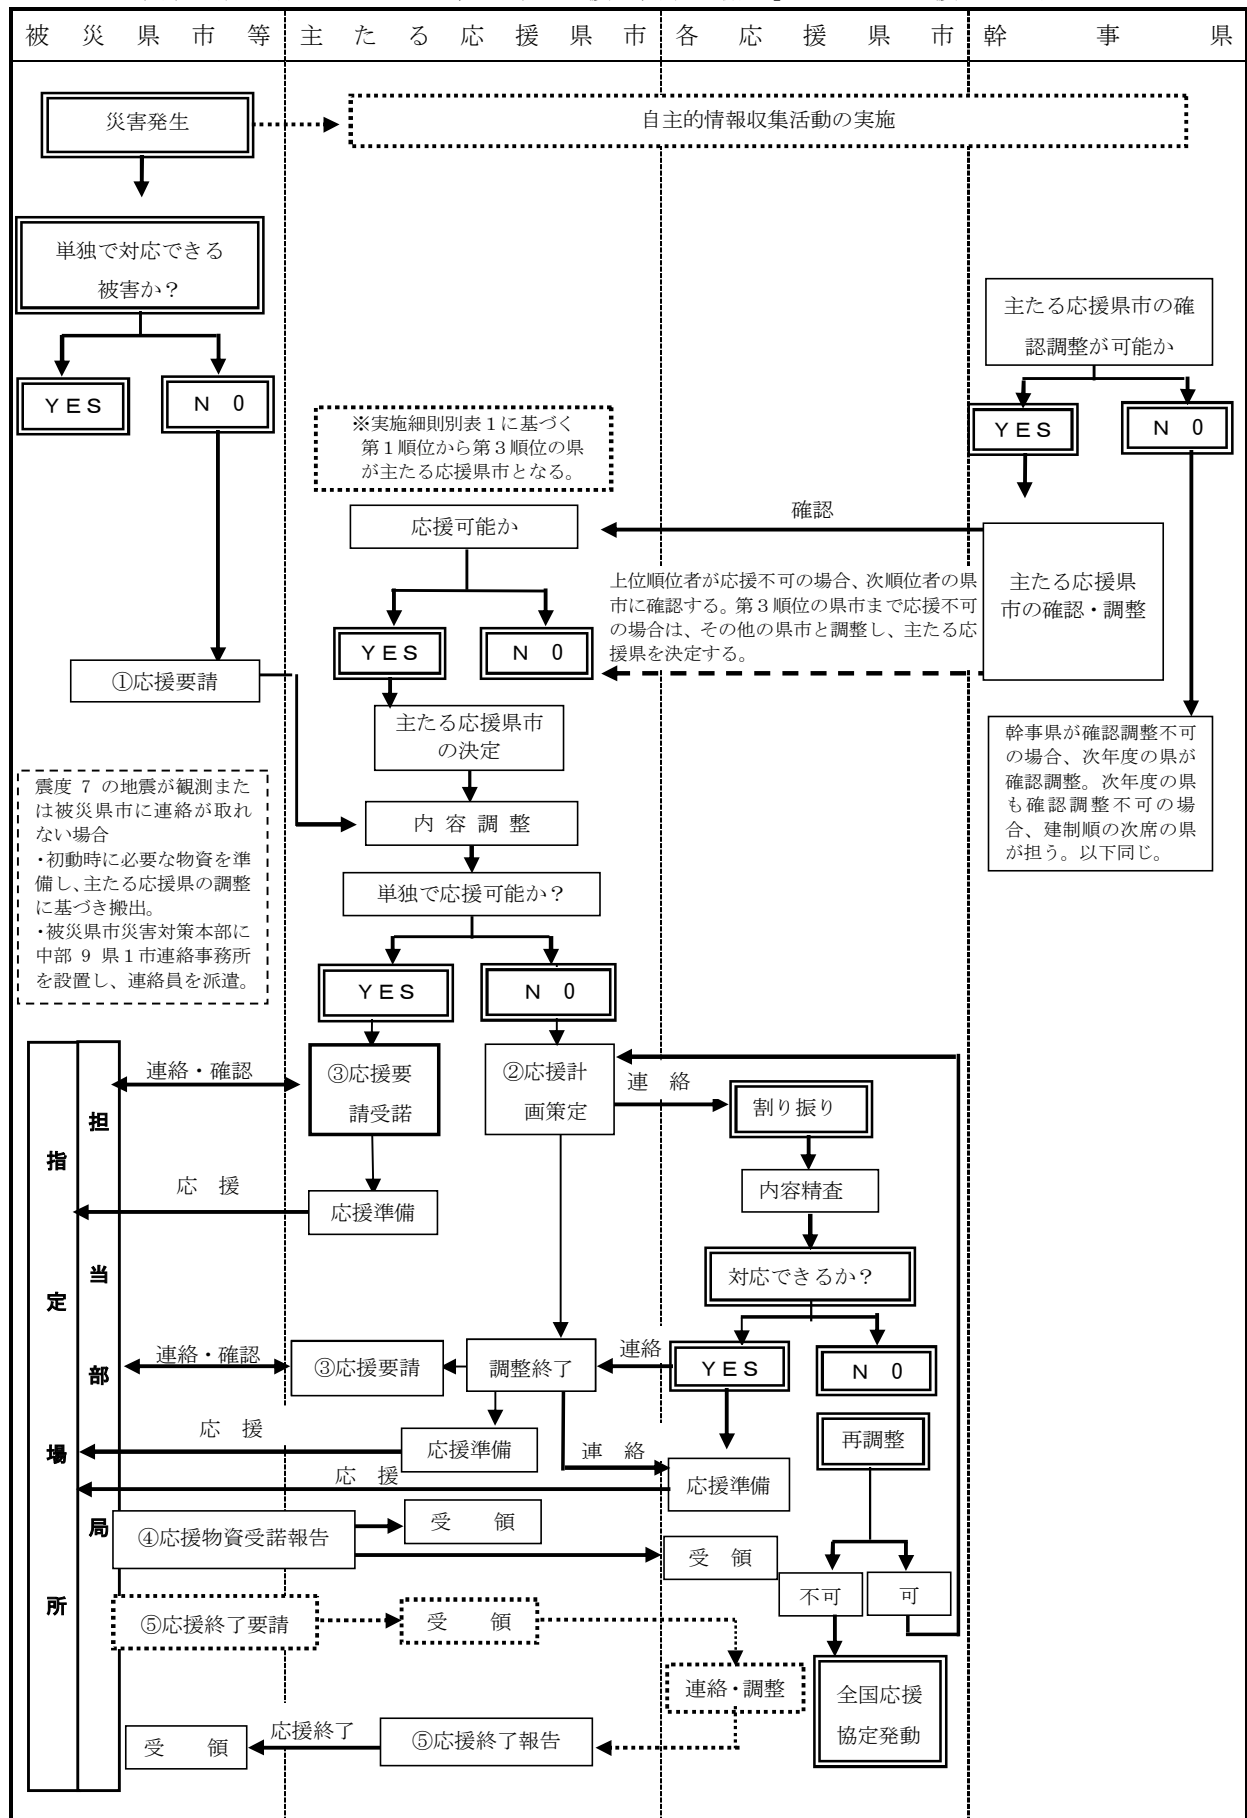 被災県市等
主たる応援県市
各応援県市
幹事県
災害発生
自主的情報収集活動の実施
単独で対応できる
被害か？
YES
N 0
主たる応援県市の確
認調整が可能か
YES
N 0
※実施細則別表１に基づく
第１順位から第３順位の県
が主たる応援県市となる。
応援可能か
確認
YES
N 0
上位順位者が応援不可の場合、次順位者の県
市に確認する。第３順位の県市まで応援不可
の場合は、その他の県市と調整し、主たる応
援県を決定する。
主たる応援県
市の確認・調整
①応援要請
主たる応援県市
の決定
幹事県が確認調整不可
の場合、次年度の県が
確認調整。次年度の県
も確認調整不可の場
合、建制順の次席の県
が担う。以下同じ。
震度 7 の地震が観測また
は被災県市に連絡が取れ
ない場合
・初動時に必要な物資を準
備し、主たる応援県の調整
に基づき搬出。
・被災県市災害対策本部に
中部 9 県１市連絡事務所
を設置し、連絡員を派遣。
内容調整
単独で応援可能か？
YES
N 0
指定場所
担当部局
連絡・確認
③応援要
請受諾
②応援計
画策定
連絡
割り振り
内容精査
応援
応援準備
対応できるか？
YES
N 0
連絡・確認
③応援要請
調整終了
連絡
再調整
応援
応援準備
連絡
応援
応援準備
④応援物資受諾報告
受領
受領
不可
可
⑤応援終了要請
受領
連絡・調整
全国応援
協定発動
受領
応援終了
⑤応援終了報告